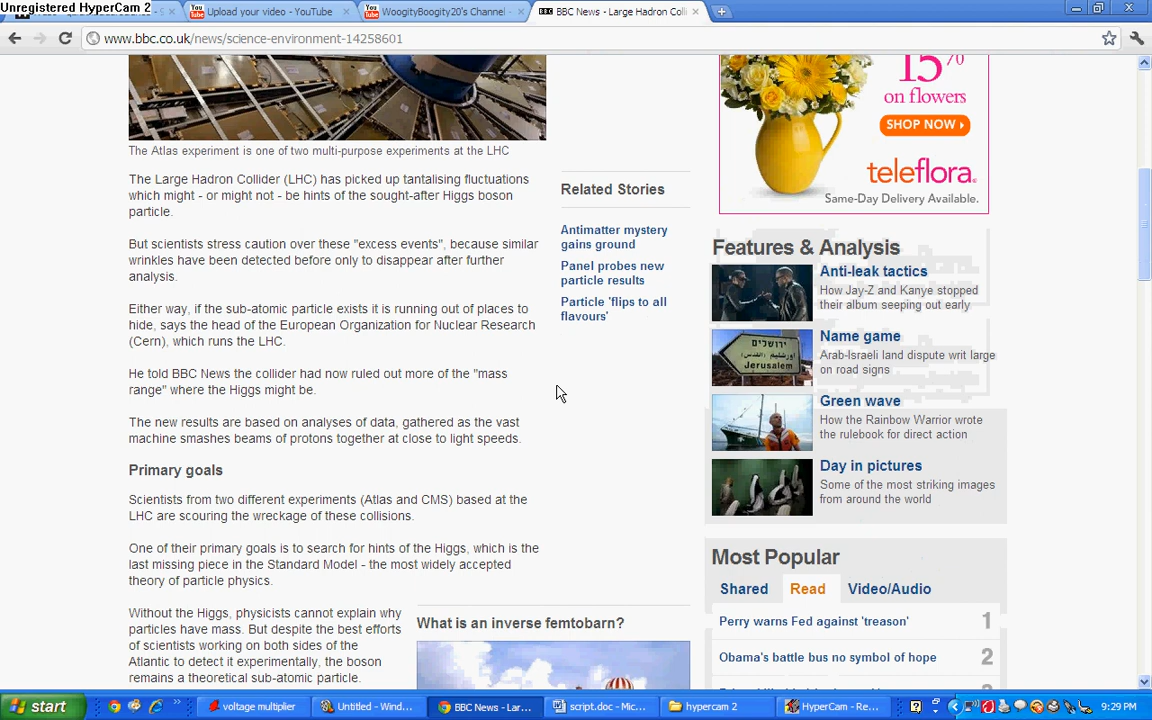 Unregistered HyperCam 2
Upload your video - YouTube
WoogityBoogity20's Channel -
BBC News - Large Hadron Colli
www.bbc.co.uk/news/science-environment-14258601
The Atlas experiment is one of two multi-purpose experiments at the LHC
The Large Hadron Collider (LHC) has picked up tantalising fluctuations
which might - or might not - be hints of the sought-after Higgs boson
particle.
But scientists stress caution over these "excess events", because similar
wrinkles have been detected before only to disappear after further
analysis.
Either way, if the sub-atomic particle exists it is running out of places to
hide, says the head of the European Organization for Nuclear Research
(Cern), which runs the LHC.
He told BBC News the collider had now ruled out more of the "mass
range" where the Higgs might be.
The new results are based on analyses of data, gathered as the vast
machine smashes beams of protons together at close to light speeds.
Primary goals
Scientists from two different experiments (Atlas and CMS) based at the
LHC are scouring the wreckage of these collisions.
One of their primary goals is to search for hints of the Higgs, which is the
last missing piece in the Standard Model - the most widely accepted
theory of particle physics.
Without the Higgs, physicists cannot explain why
particles have mass. But despite the best efforts
of scientists working on both sides of the
Atlantic to detect it experimentally, the boson
remains a theoretical sub-atomic particle.
Related Stories
Antimatter mystery
gains ground
Panel probes new
particle results
Particle 'flips to all
flavours'
What is an inverse femtobarn?
15%
on flowers
SHOP NOW
teleflora.
Same-Day Delivery Available.
Features & Analysis
Anti-leak tactics
How Jay-Z and Kanye stopped
their album seeping out early
Name game
Arab-Israeli land dispute writ large
on road signs
ירושלים
Jerusalem
Green wave
How the Rainbow Warrior wrote
the rulebook for direct action
Day in pictures
Some of the most striking images
from around the world
Most Popular
Shared Read Video/Audio
Perry warns Fed against 'treason' 1
Obama's battle bus no symbol of hope 2
start
voltage multiplier
Untitled - Wind...
BBC News - Lar...
script.doc - Mic...
hypercam 2
HyperCam - Re...
9:29 PM